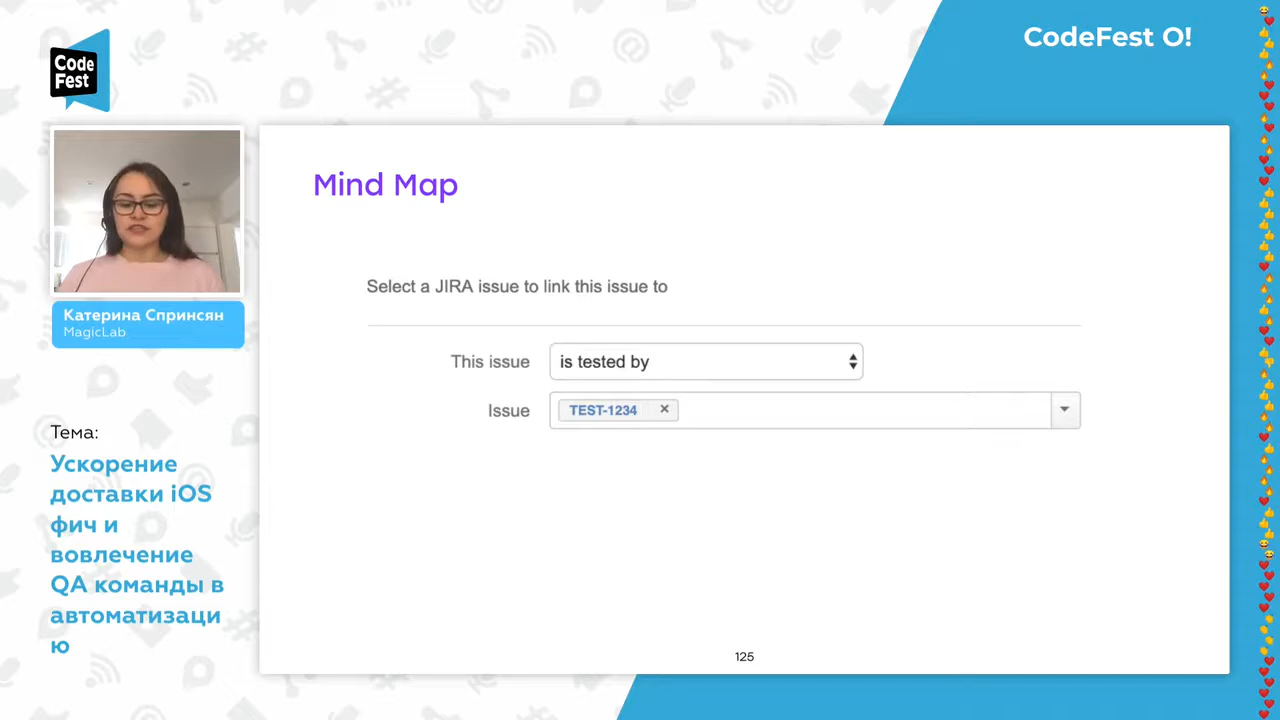 Code
Fest
CodeFest O!
Катерина Спринсян
MagicLab
Тема:
Ускорение
доставки iOS
фич и
вовлечение
QA команды в
автоматизаци
ю
Mind Map
Select a JIRA issue to link this issue to
This issue
is tested by
Issue
TEST-1234
125